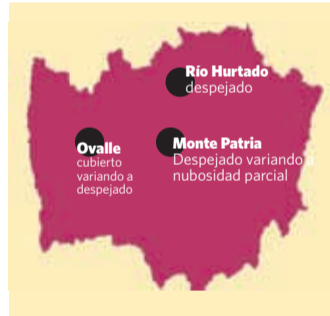 Río Hurtado
despejado
Ovalle
cubierto
variando a
despejado
Monte Patria
Despejado variando a
nubosidad parcial